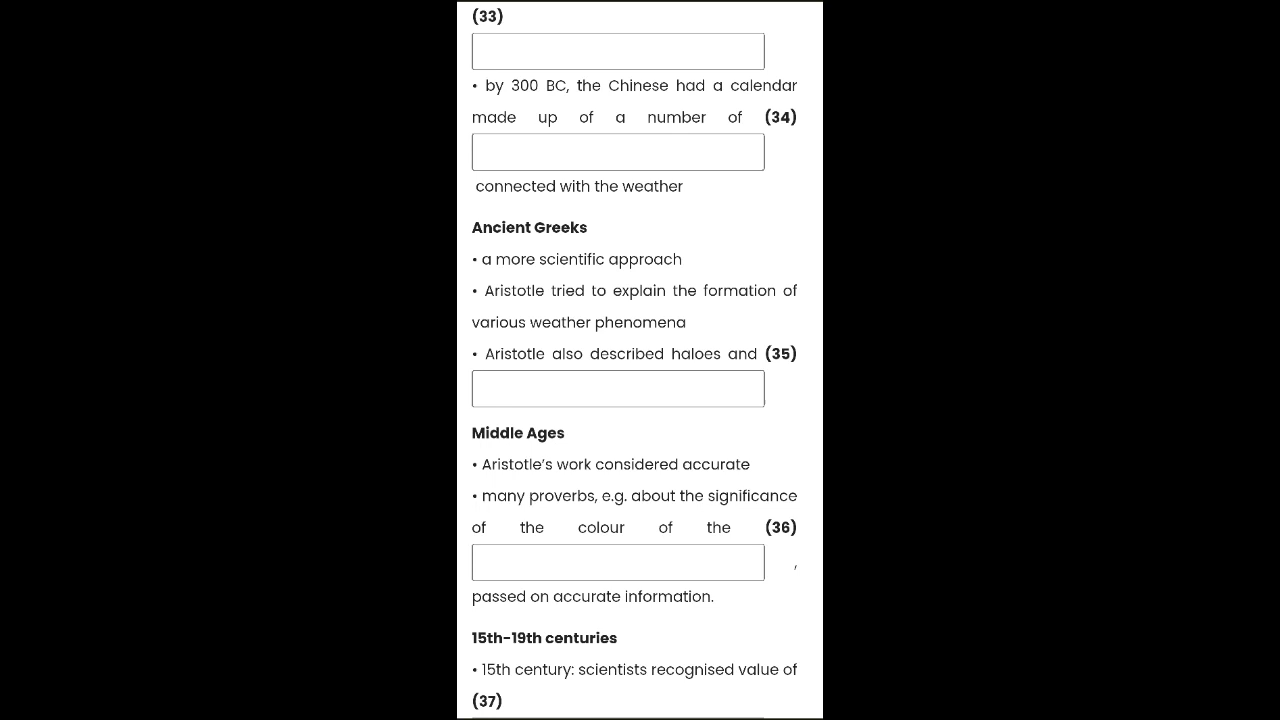 (33)
• by 300 BC, the Chinese had a calendar
made up of a number of (34)
connected with the weather
Ancient Greeks
• a more scientific approach
• Aristotle tried to explain the formation of
various weather phenomena
• Aristotle also described haloes and (35)
Middle Ages
• Aristotle’s work considered accurate
• many proverbs, e.g. about the significance
of the colour of the (36)
,
passed on accurate information.
15th-19th centuries
• 15th century: scientists recognised value of
(37)